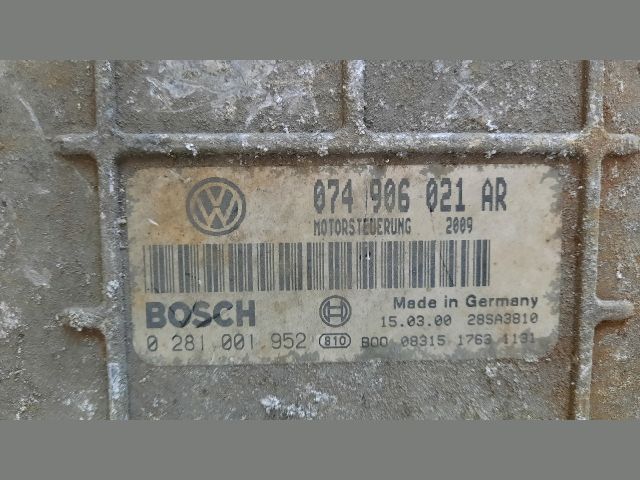 074 906 021 AR
MOTORSTEUERUNG 2009
BOSCH
Made in Germany
15.03.00 28SA3810
0 281 001 952 810 B00 08315 1763 1131